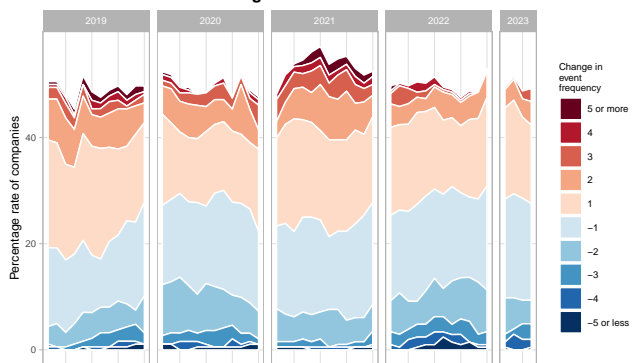 2019
2020
2021
2022
2023
Percentage rate of companies
40
20
0
Change in
event
frequency
5 or more
4
3
2
1
−1
−2
−3
−4
−5 or less